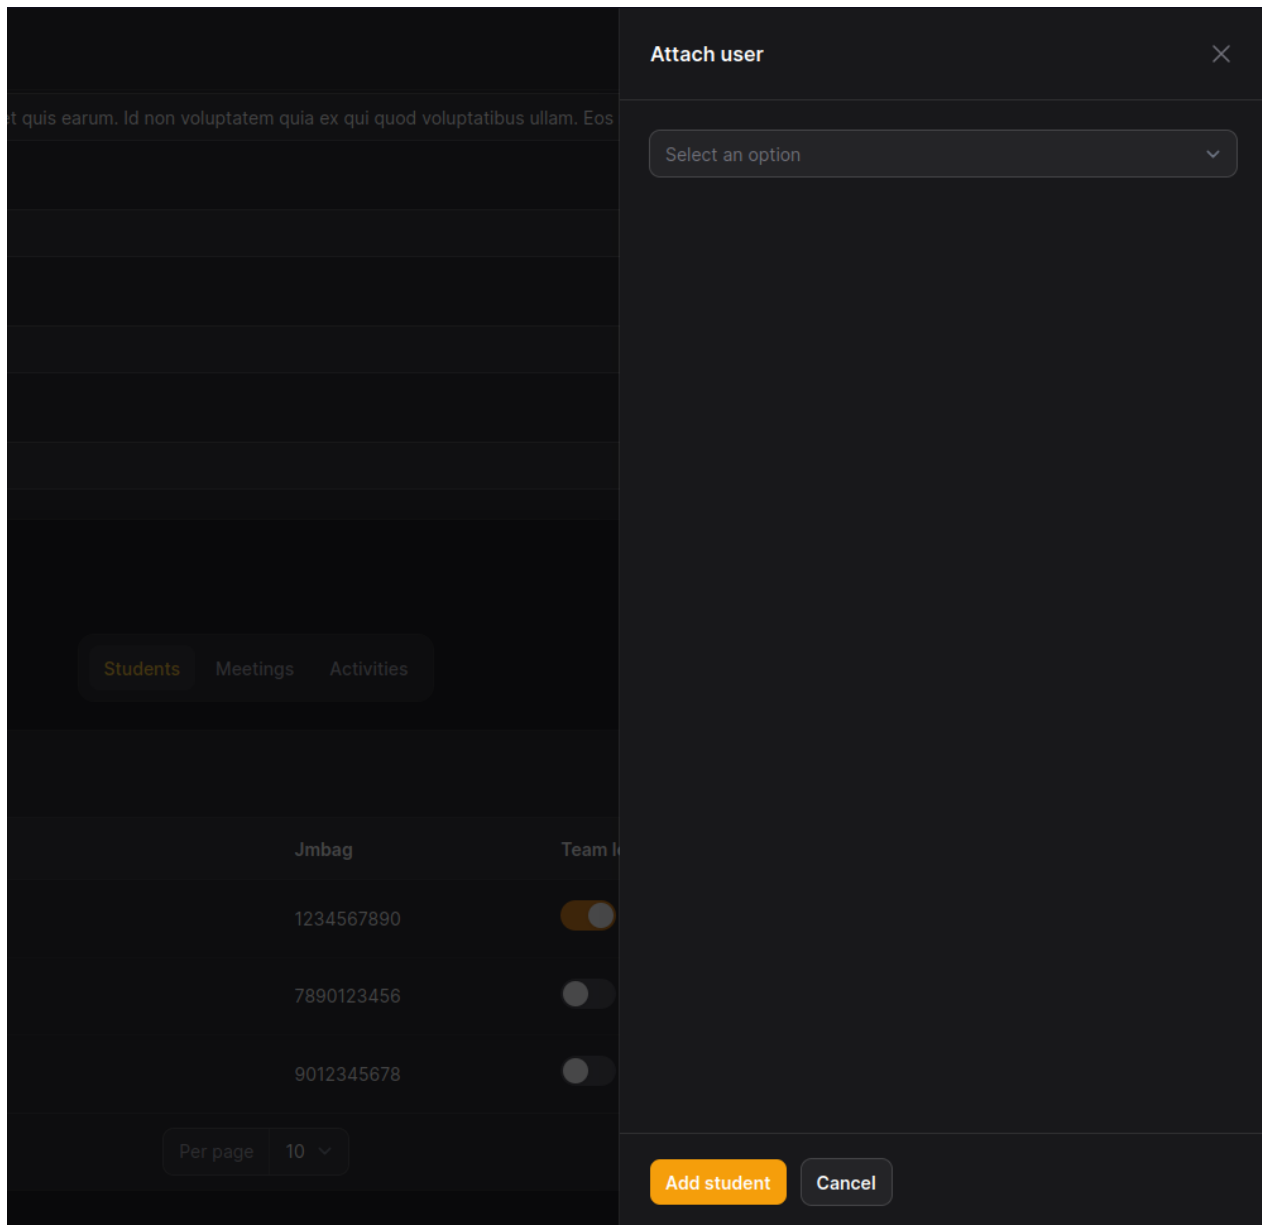 Attach user
et quis earum. Id non voluptatem quia ex qui quod voluptatibus ullam. Eos
Select an option
Students Meetings Activities
Jmbag Team
1234567890
7890123456
9012345678
Per page 10
Add student Cancel